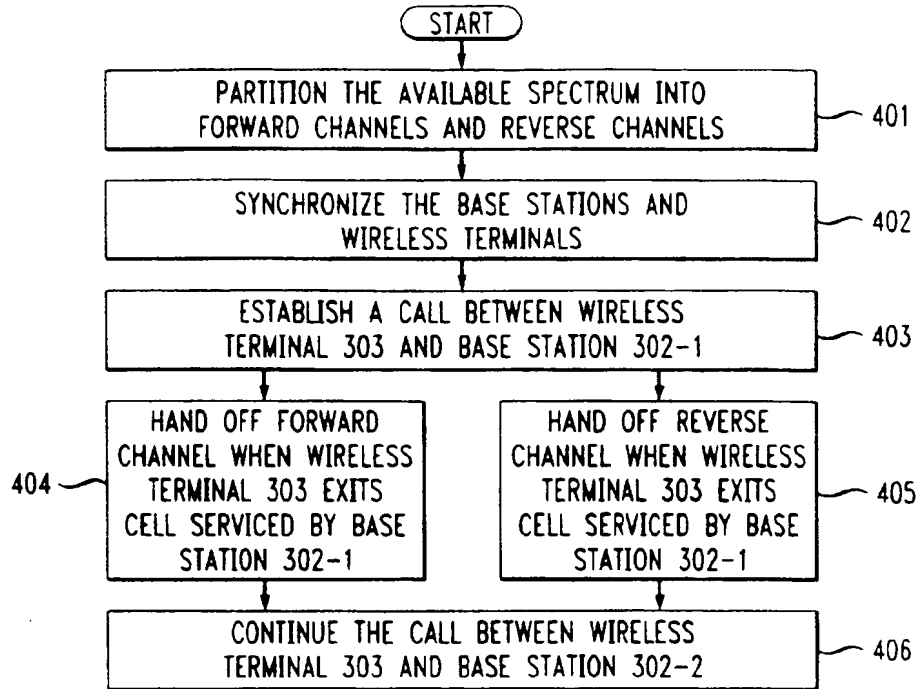 START
PARTITION THE AVAILABLE SPECTRUM INTO
FORWARD CHANNELS AND REVERSE CHANNELS
401
SYNCHRONIZE THE BASE STATIONS AND
WIRELESS TERMINALS
402
ESTABLISH A CALL BETWEEN WIRELESS
TERMINAL 303 AND BASE STATION 302-1
403
HAND OFF FORWARD
CHANNEL WHEN WIRELESS
TERMINAL 303 EXITS
CELL SERVICED BY BASE
STATION 302-1
404
HAND OFF REVERSE
CHANNEL WHEN WIRELESS
TERMINAL 303 EXITS
CELL SERVICED BY BASE
STATION 302-1
405
CONTINUE THE CALL BETWEEN WIRELESS
TERMINAL 303 AND BASE STATION 302-2
406